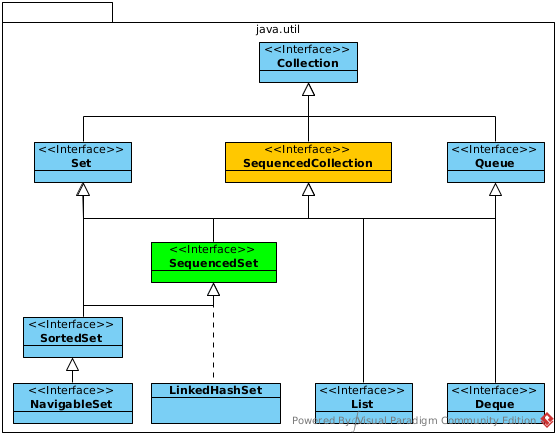 java.util
<<Interface>>
Collection
<<Interface>>
Set
<<Interface>>
SequencedCollection
<<Interface>>
Queue
<<Interface>>
SequencedSet
<<Interface>>
SortedSet
<<Interface>>
NavigableSet
LinkedHashSet
<<Interface>>
List
<<Interface>>
Deque
Powered By Visual Paradigm Community Edition